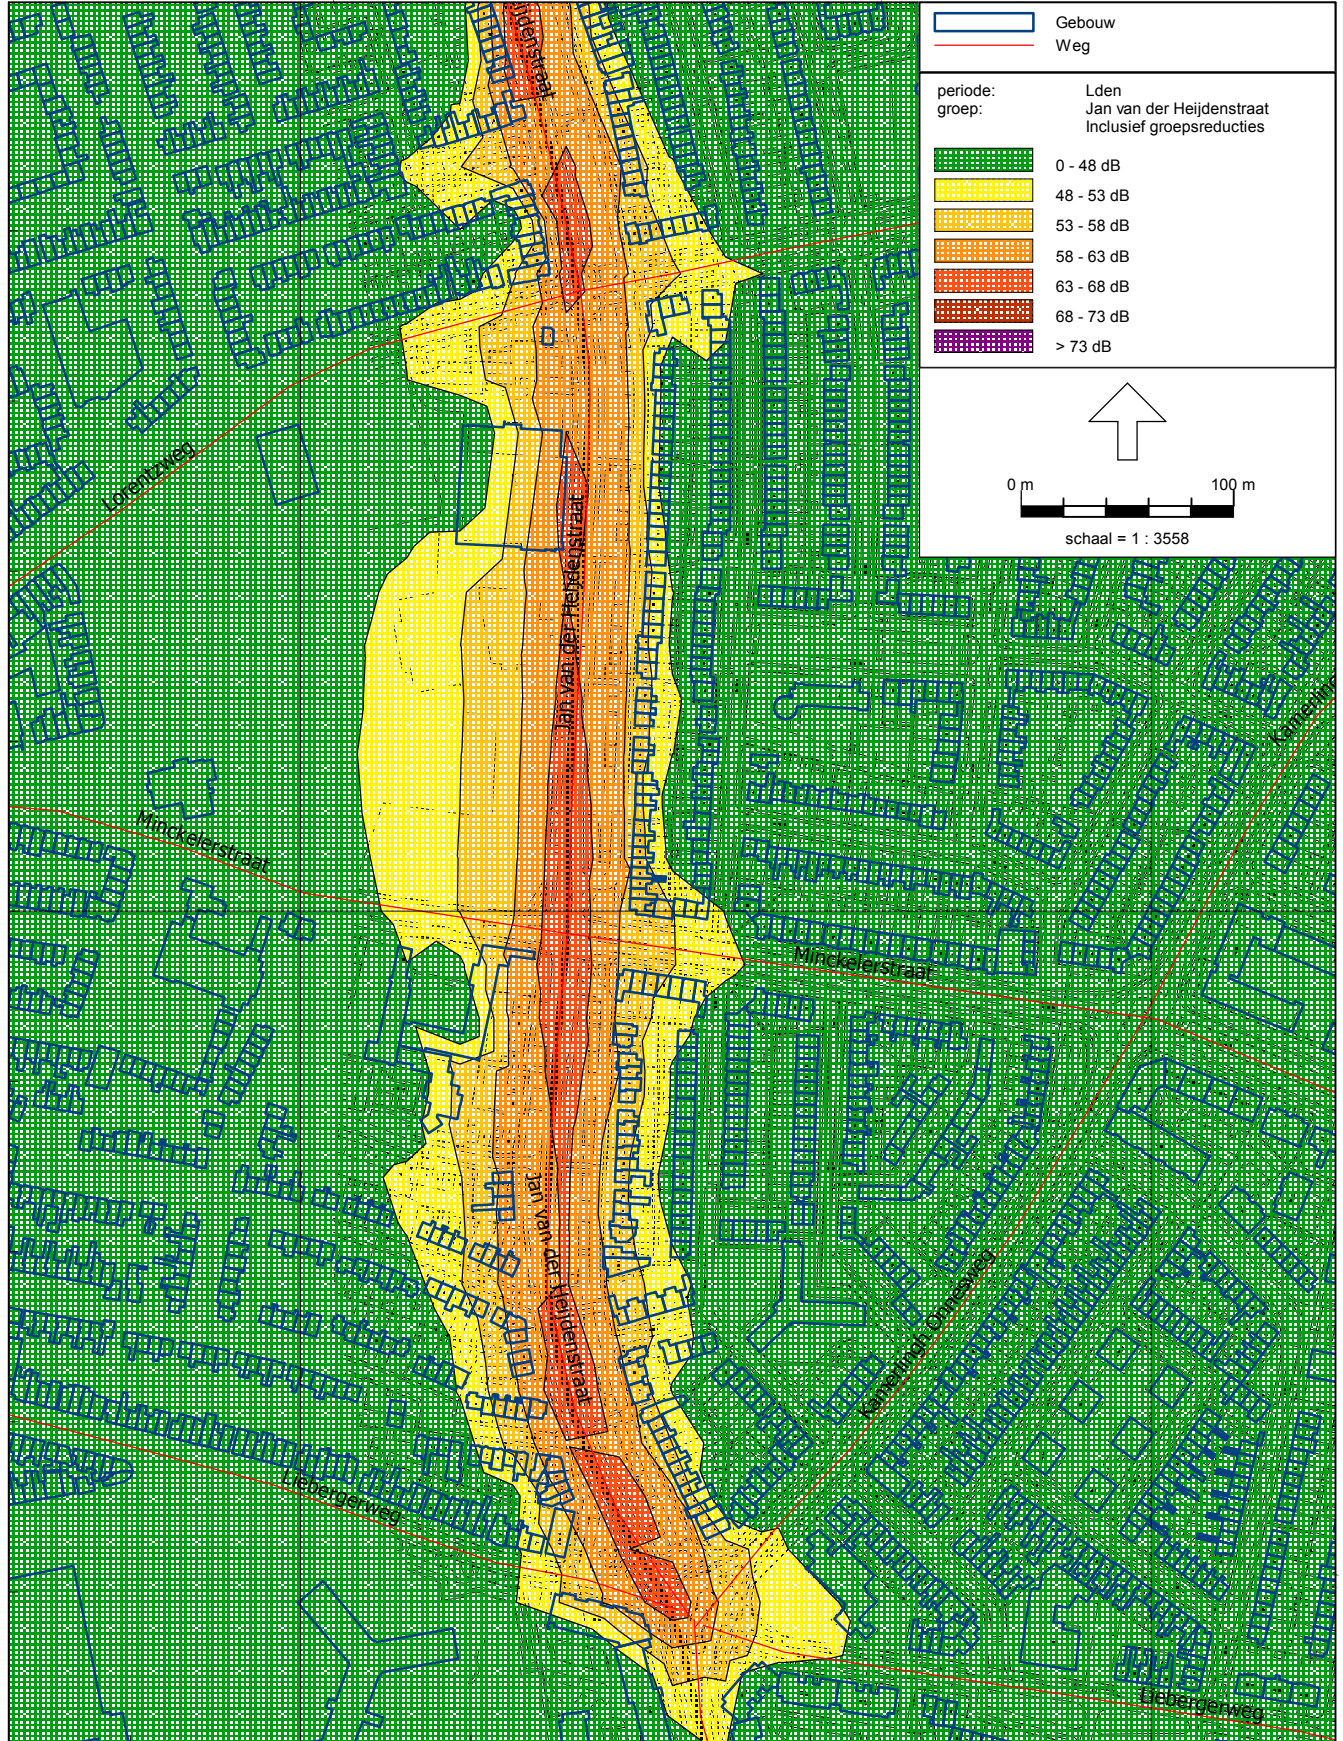 Gebouw
Weg
periode: Lden
groep: Jan van der Heijdenstraat
Inclusief groepsreducties
0 - 48 dB
48 - 53 dB
53 - 58 dB
58 - 63 dB
63 - 68 dB
68 - 73 dB
> 73 dB
0 m 100 m
schaal = 1 : 3558
Lorentzweg
Jan van der Heijdenstraat
Minckelerstraat
Minckelerstraat
Jan van der Heijdenstraat
Kamerlingh Onnesweg
Liebergerweg
Liebergerweg